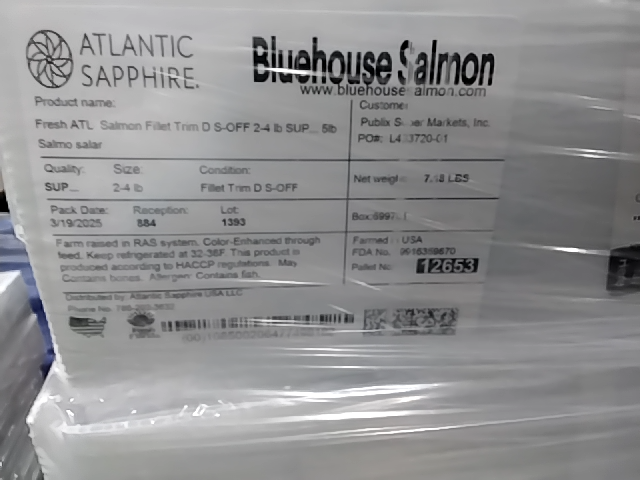 ATLANTIC
SAPPHIRE.
Bluehouse Salmon
www.bluehouse almon.com
Product name:
Fresh ATL Salmon Fillet Trim D S-OFF 2-4 lb SUP... 5lb
Salmo salar
Customer
Publix Markets, Inc.
PO#:
Quality: Size: Condition:
SUP... 2-4 lb Fillet Trim D S-OFF
Net weight LBS
Pack Date: Reception: Lot:
3/19/2025 884 1393
Box:
Farm raised in RAS system. Color-Enhanced through
feed. Keep refrigerated at 32-36F. This product is
produced according to HACCP regulations. May
Contains bones. Allergen: Contains fish.
Farmed USA
FDA No.
Pallet No: 12653
Distributed by: Atlantic Sapphire USA LLC
Phone No: